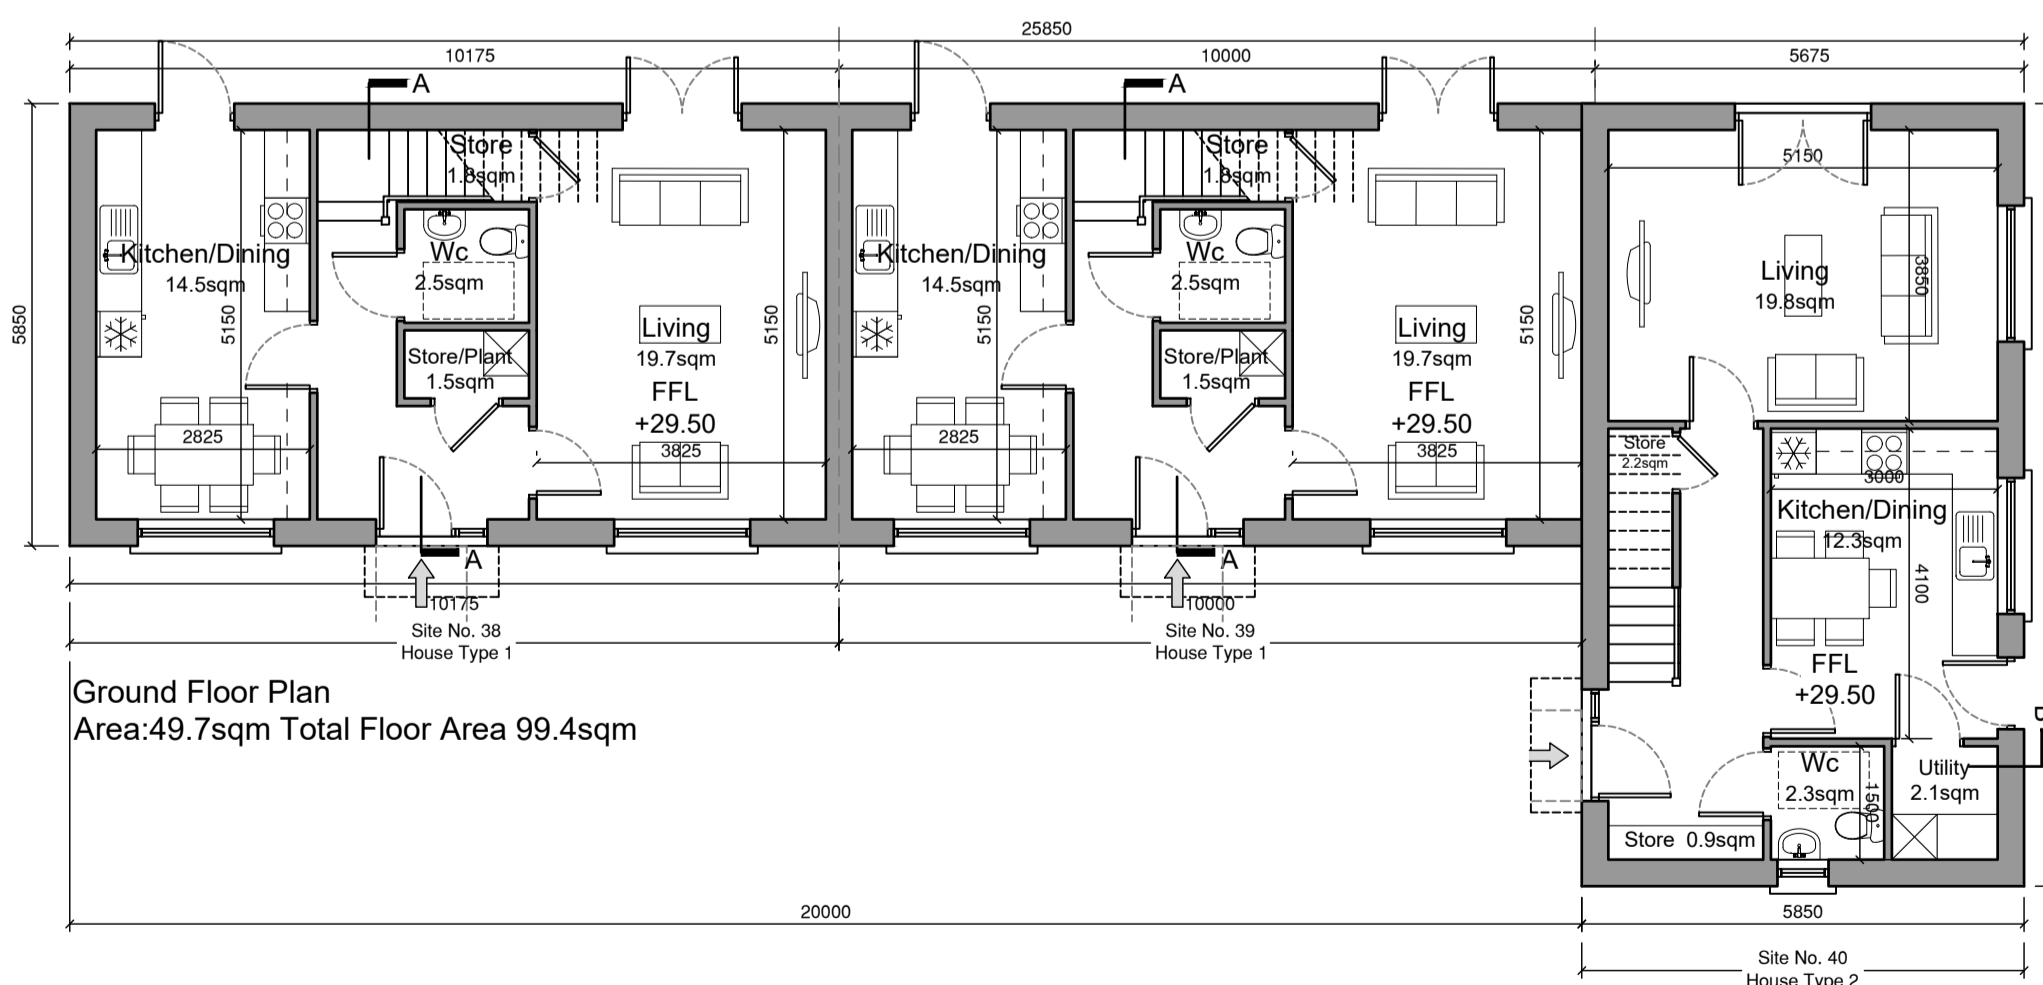 25850
10175
10000
5675
A
A
Store
1.8sqm
Store
1.8sqm
5150
Kitchen/Dining
14.5sqm
Wc
2.5sqm
Kitchen/Dining
14.5sqm
Wc
2.5sqm
Living
19.8sqm
3850
5850
5150
Store/Plant
1.5sqm
Living
19.7sqm
FFL
+29.50
5150
5150
Store/Plant
1.5sqm
Living
19.7sqm
FFL
+29.50
5150
2825
3825
2825
3825
Store
2.2sqm
3000
Kitchen/Dining
12.3sqm
4100
FFL
+29.50
A
A
10175
10000
Site No. 38
House Type 1
Site No. 39
House Type 1
Ground Floor Plan
Area:49.7sqm Total Floor Area 99.4sqm
Wc
2.3sqm
1500
Utility
2.1sqm
Store 0.9sqm
20000
5850
Site No. 40
House Type 2